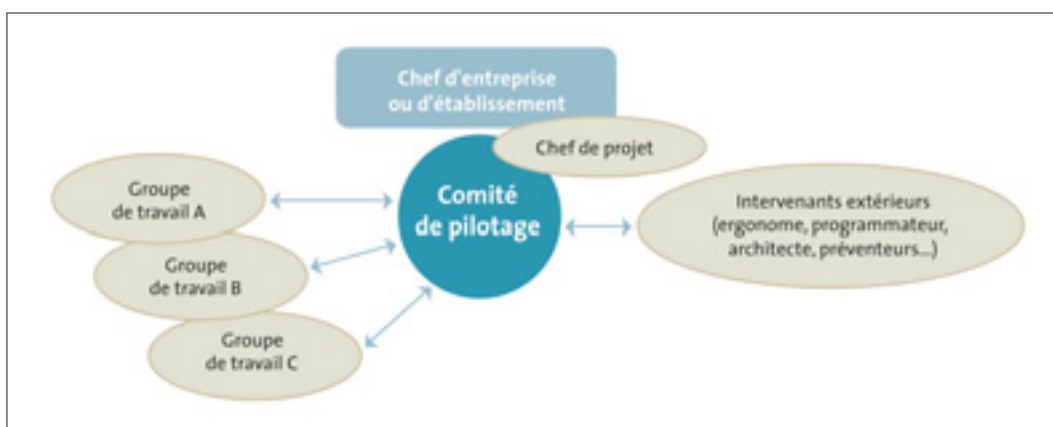 Chef d'entreprise
ou d'établissement
Chef de projet
Comité
de pilotage
Groupe
de travail A
Groupe
de travail B
Groupe
de travail C
Intervenants extérieurs
(ergonome, programmateur,
architecte, préventeurs...)